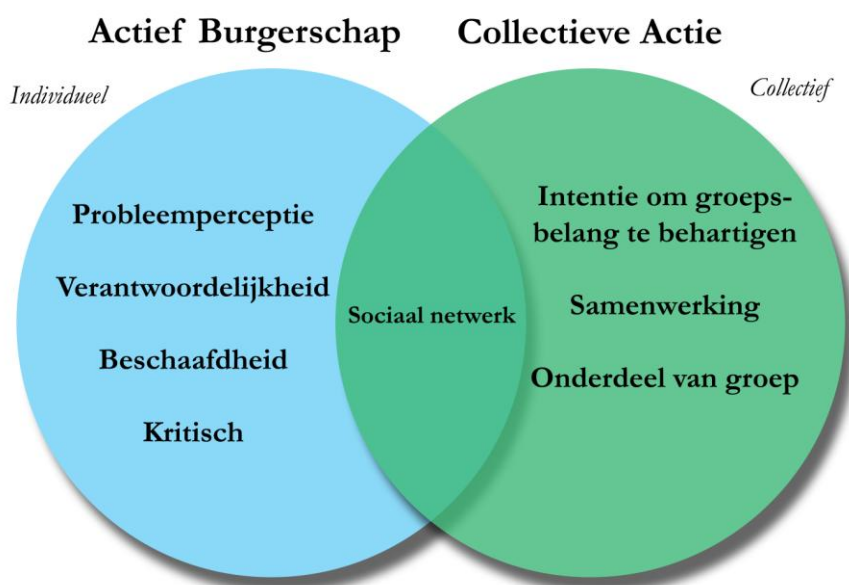 Actief Burgerschap
Collectieve Actie
Individueel
Collectief
Probleemperceptie
Verantwoordelijkheid
Beschaafdheid
Kritisch
Sociaal netwerk
Intentie om groeps-
belang te behartigen
Samenwerking
Onderdeel van groep